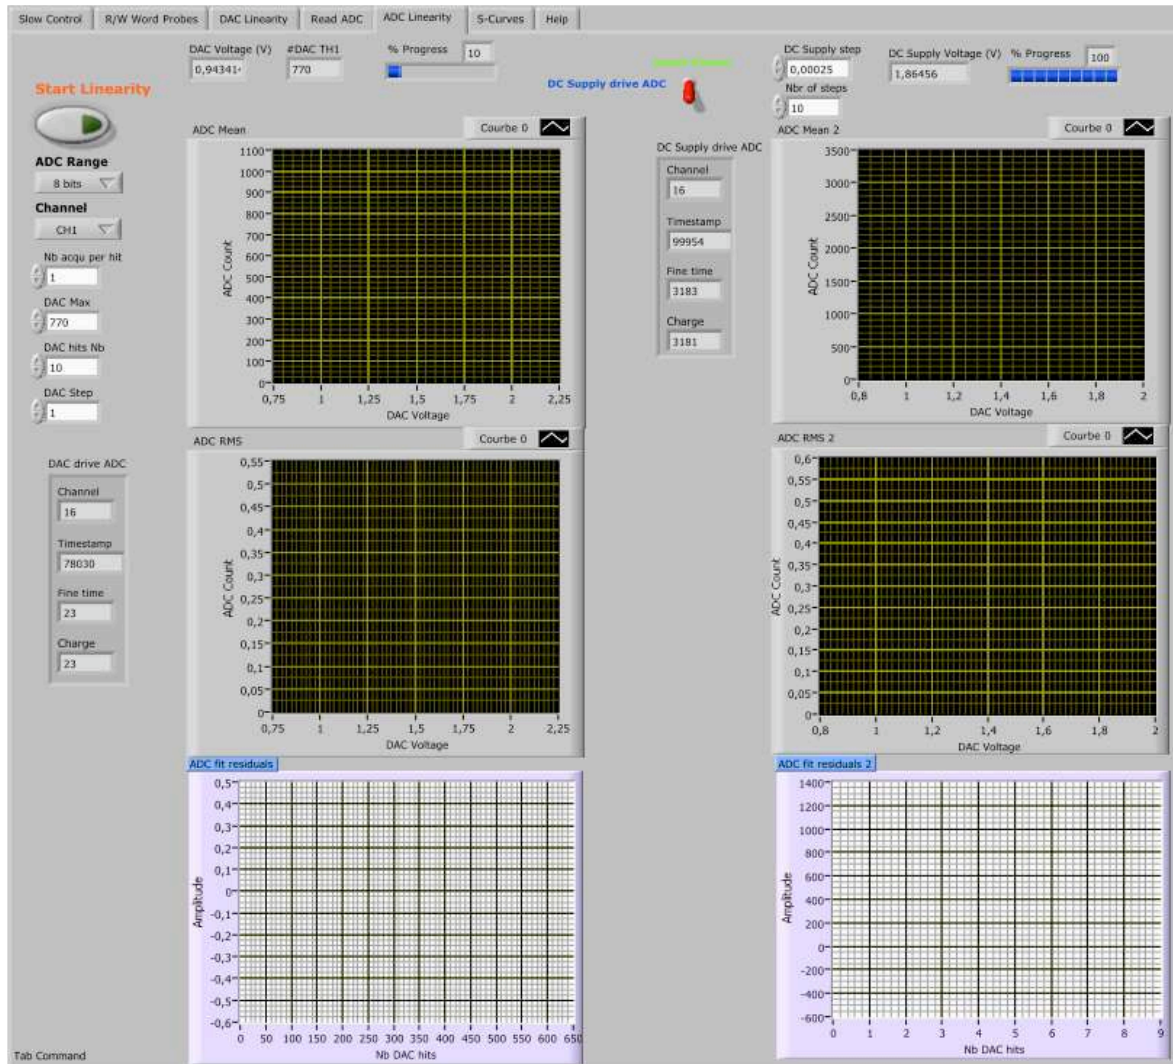 Slow Control R/W Word Probes DAC Linearity Read ADC ADC Linearity S-Curves Help
DAC Voltage (V) #DAC TH1 % Progress 10
0,94341 770
DC Supply drive ADC
DC Supply step
0,00025
Nbr of steps
10
DC Supply Voltage (V) % Progress 100
1,86456
Start Linearity
ADC Range
8 bits
Channel
CH1
Nb acqu per hit
1
DAC Max
770
DAC hits Nb
10
DAC Step
1
DAC drive ADC
Channel
16
Timestamp
78030
Fine time
23
Charge
23
ADC Mean Courbe 0
1100
1000
900
800
700
600
500
400
300
200
100
0
ADC Count
0,75 1 1,25 1,5 1,75 2 2,25
DAC Voltage
ADC RMS Courbe 0
0,55
0,5
0,45
0,4
0,35
0,3
0,25
0,2
0,15
0,1
0,05
0
ADC Count
0,75 1 1,25 1,5 1,75 2 2,25
DAC Voltage
ADC fit residuals
0,5
0,4
0,3
0,2
0,1
0
-0,1
-0,2
-0,3
-0,4
-0,5
-0,6
Amplitude
0 50 100 150 200 250 300 350 400 450 500 550 600 650
Nb DAC hits
DC Supply drive ADC
Channel
16
Timestamp
99954
Fine time
3183
Charge
3181
ADC Mean 2 Courbe 0
3500
3000
2500
2000
1500
1000
500
0
ADC Count
0,8 1 1,2 1,4 1,6 1,8 2
DAC Voltage
ADC RMS 2 Courbe 0
0,6
0,55
0,5
0,45
0,4
0,35
0,3
0,25
0,2
0,15
0,1
0,05
0
ADC Count
0,8 1 1,2 1,4 1,6 1,8 2
DAC Voltage
ADC fit residuals 2
1400
1200
1000
800
600
400
200
0
-200
-400
-600
Amplitude
0 1 2 3 4 5 6 7 8 9
Nb DAC hits
Tab Command